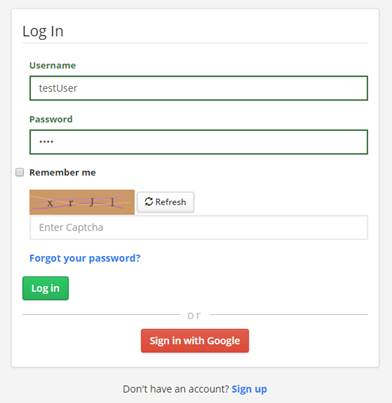 Log In
Username
testUser
Password
••••
Remember me
Refresh
Enter Captcha
Forgot your password?
Log in
or
Sign in with Google
Don't have an account? Sign up